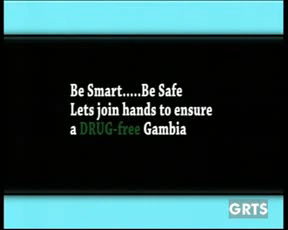 Be Smart.....Be Safe
Lets join hands to ensure
a DRUG-free Gambia
GRTS